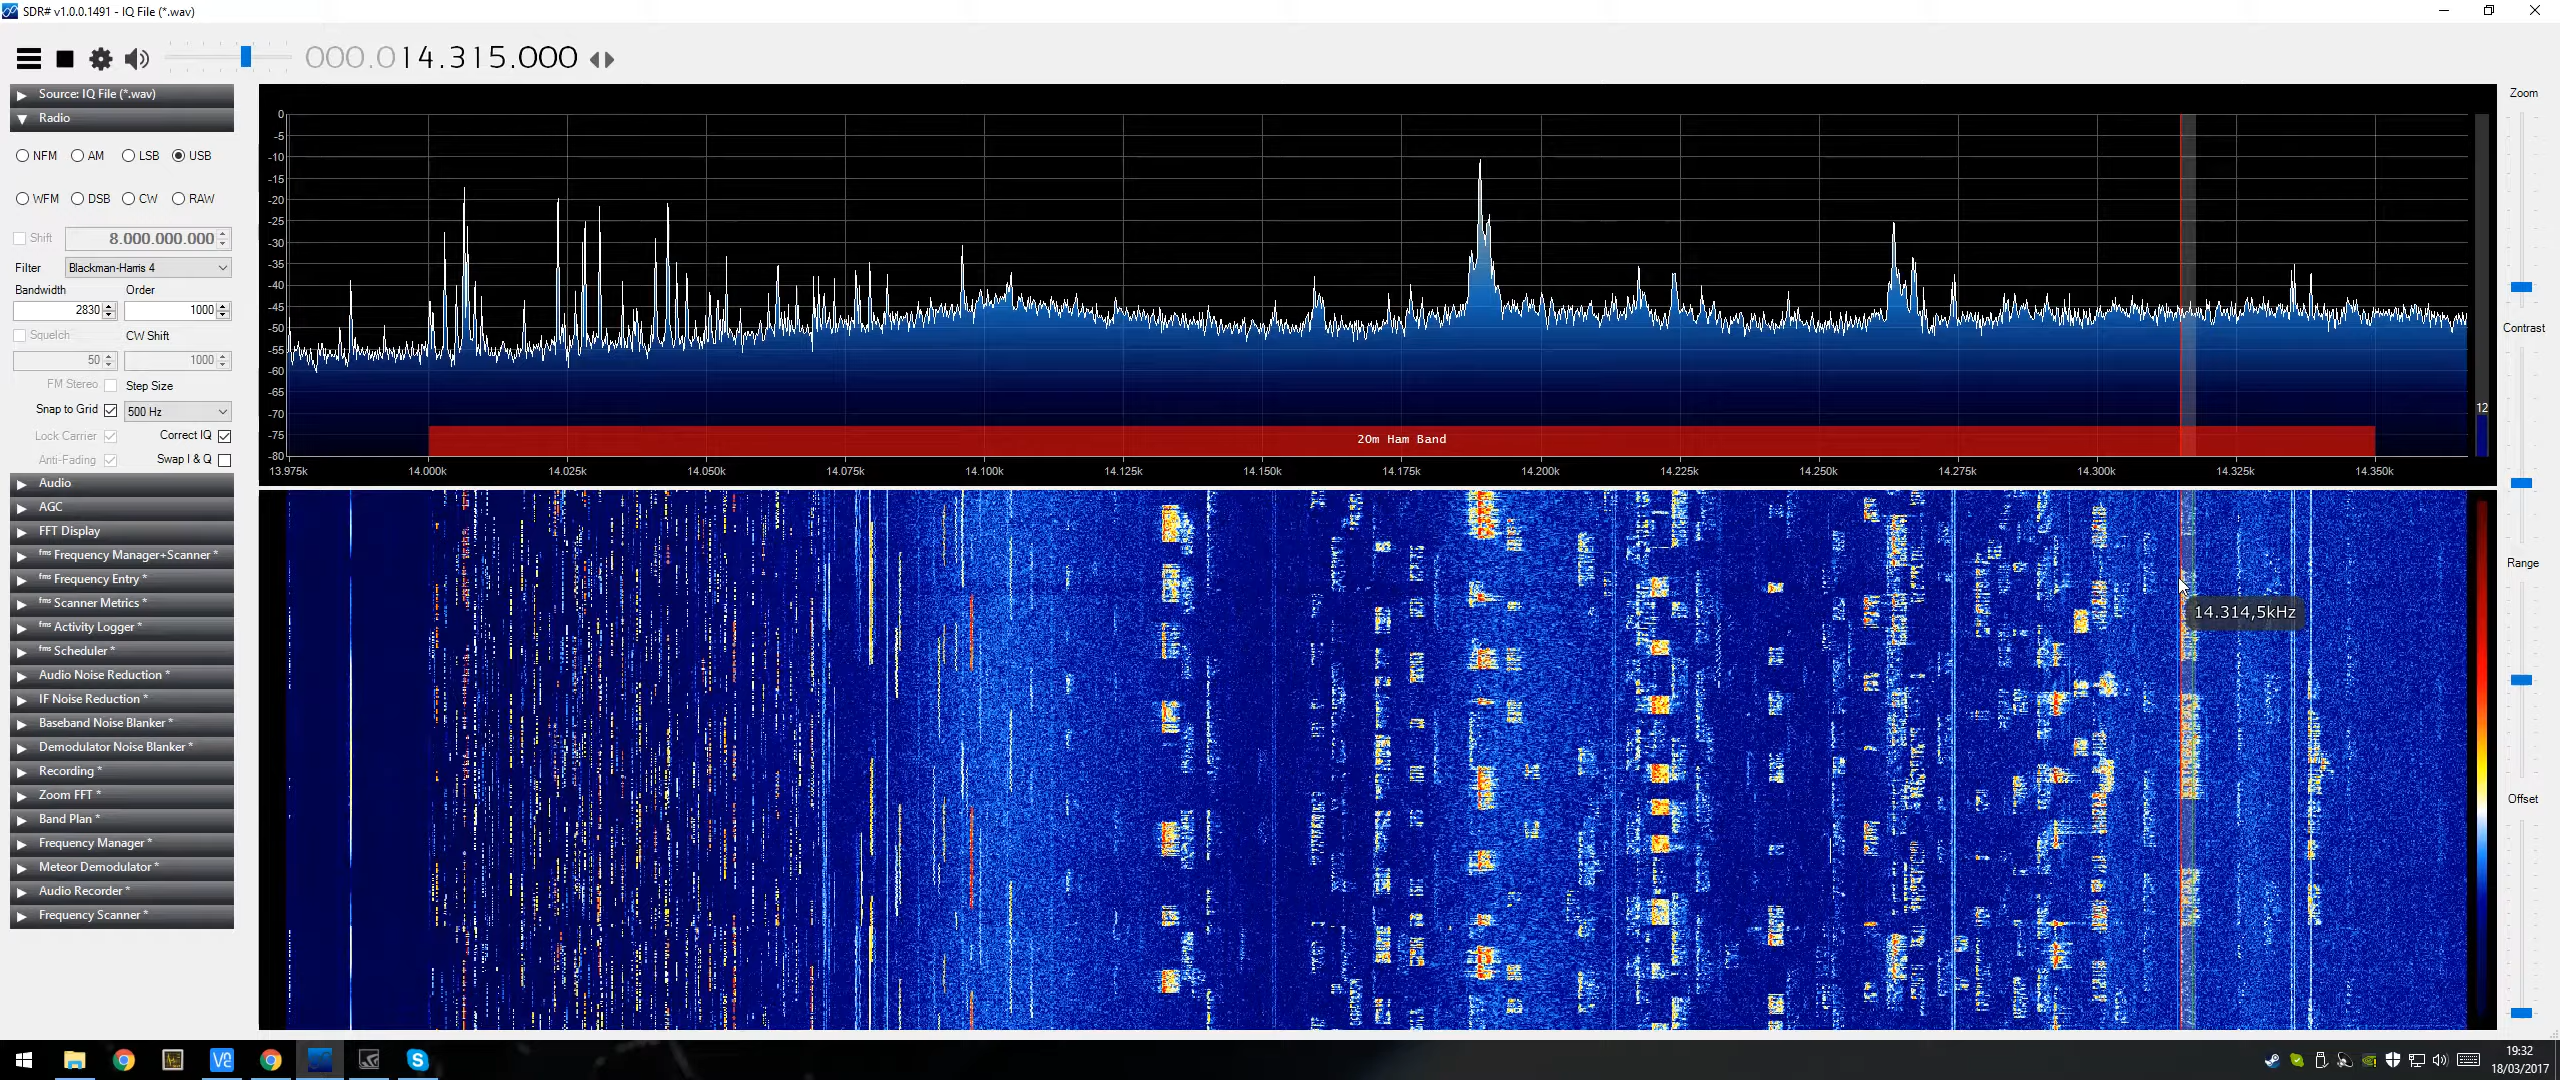 SDR# v1.0.0.1491 - IQ File (*.wav)
000.014.315.000
Source: IQ File (*.wav)
Radio
NFM AM LSB USB
WFM DSB CW RAW
Shift 8.000.000.000
Filter Blackman-Harris 4
Bandwidth Order
2830 1000
Squelch CW Shift
50 1000
FM Stereo Step Size
Snap to Grid 500 Hz
Lock Carrier Correct IQ
Anti-Fading Swap I & Q
Audio
AGC
FFT Display
fms Frequency Manager+Scanner *
fms Frequency Entry *
fms Scanner Metrics *
fms Activity Logger *
fms Scheduler *
Audio Noise Reduction *
IF Noise Reduction *
Baseband Noise Blanker *
Demodulator Noise Blanker *
Recording *
Zoom FFT *
Band Plan *
Frequency Manager *
Meteor Demodulator *
Audio Recorder *
Frequency Scanner *
0
-5
-10
-15
-20
-25
-30
-35
-40
-45
-50
-55
-60
-65
-70
-75
-80
12
20m Ham Band
13.975k 14.000k 14.025k 14.050k 14.075k 14.100k 14.125k 14.150k 14.175k 14.200k 14.225k 14.250k 14.275k 14.300k 14.325k 14.350k
14.314,5kHz
Zoom
Contrast
Range
Offset
19:32
18/03/2017